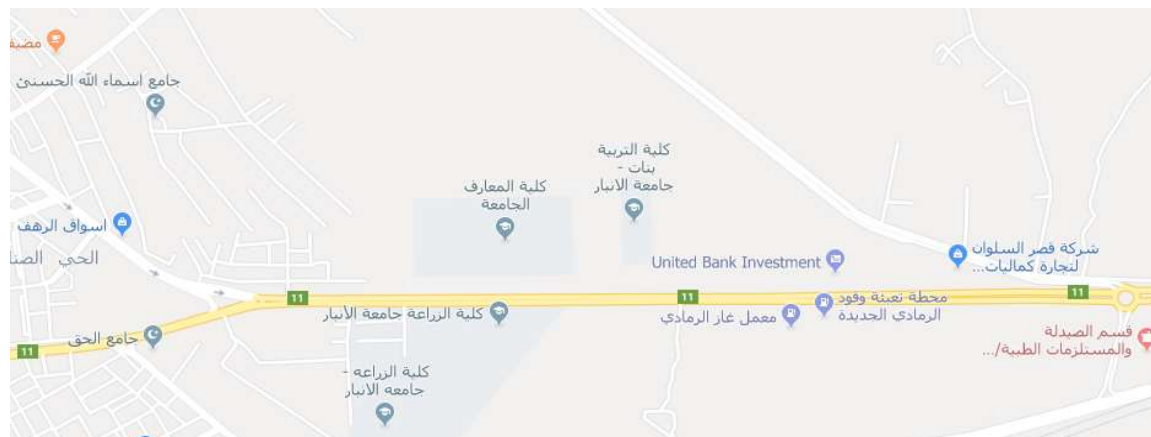 مضيف
جامع اسماء الله الحسنئ
اسواق الرهف
الحي الصنا
كلية المعارف
الجامعة
كلية التربية
بنات -
جامعة الانبار
United Bank Investment
شركة قصر السلوان
لتجارة كماليات...
11
11
11
كلية الزراعة جامعة الأنبار
معمل غاز الرمادي
محطة تعبئة وقود
الرمادي الجديدة
جامع الحق
11
قسم الصيدلة
والمستلزمات الطبية/...
كلية الزراعه -
جامعه الانبار